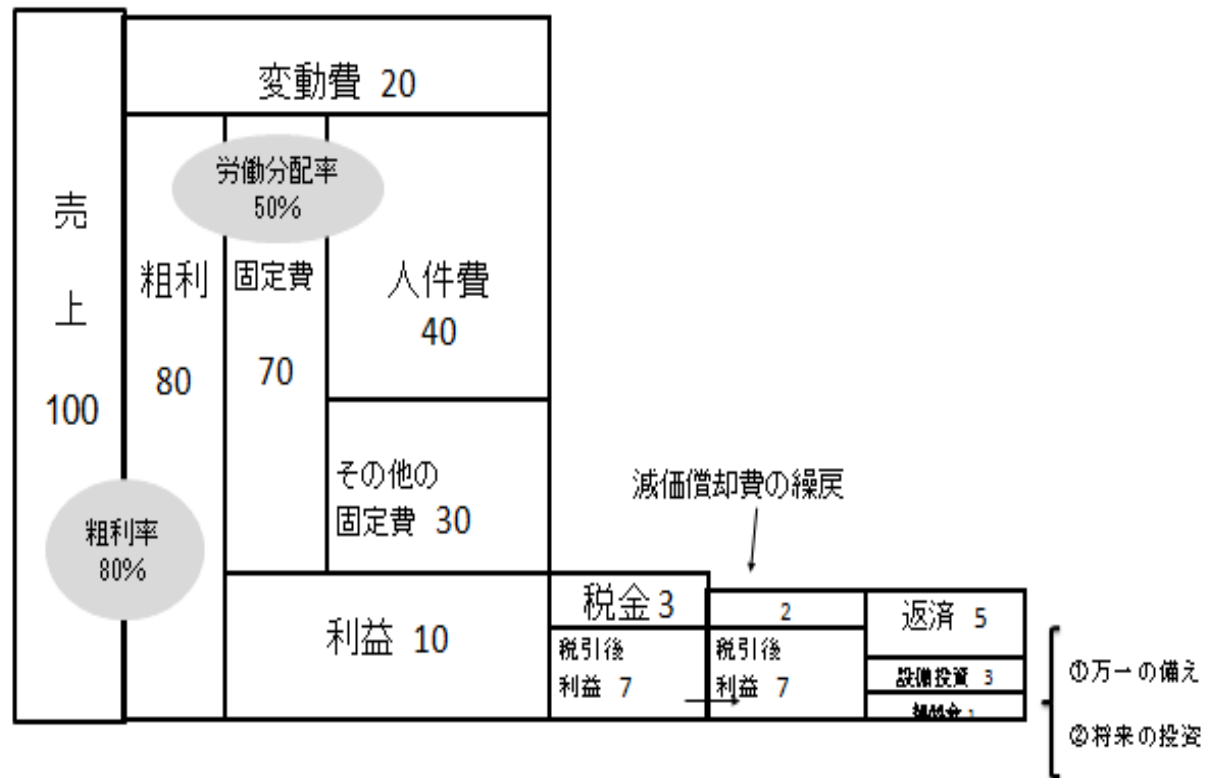 変動費 20
売
上
100
粗利
80
粗利率
80%
労働分配率
50%
固定費
70
人件費
40
その他の
固定費 30
利益 10
税金 3
税引後
利益 7
減価償却費の繰戻
2
税引後
利益 7
返済 5
設備投資 3
①万一の備え
②将来の投資